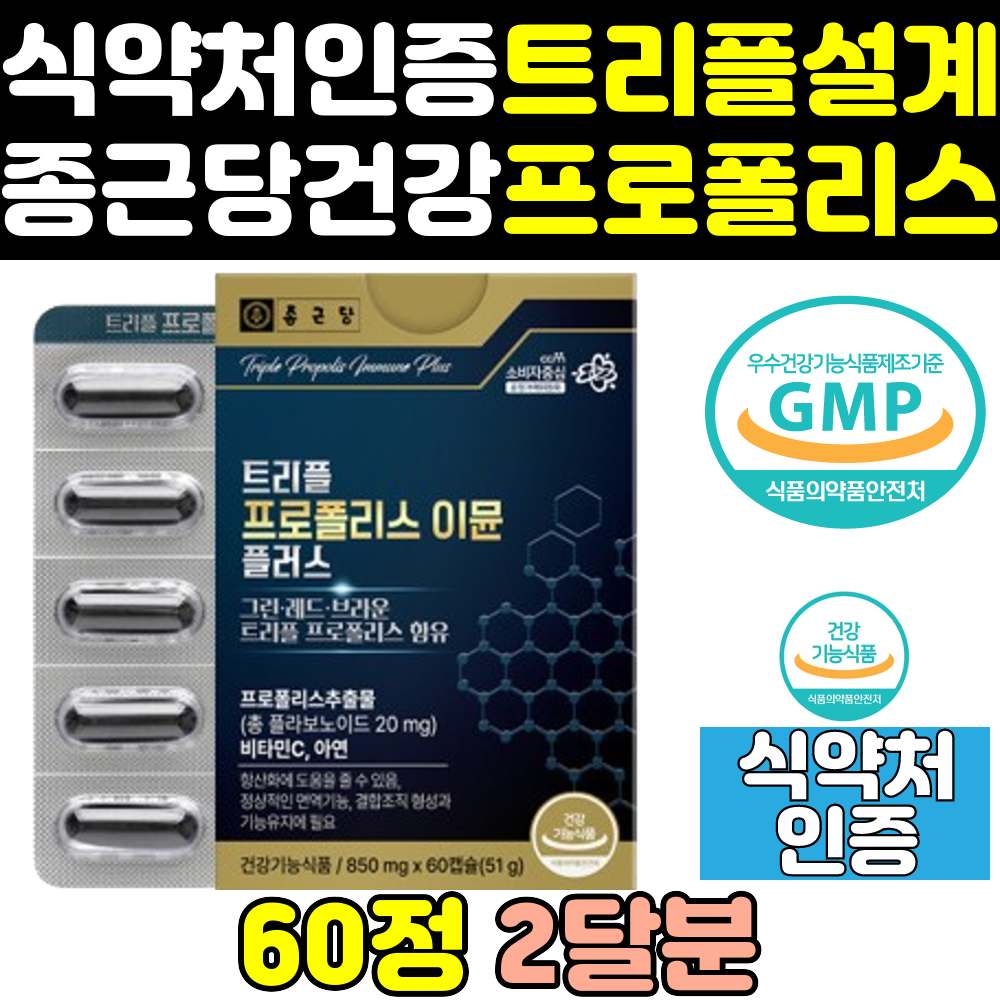 식약처인증트리플설계
종근당건강프로폴리스
트리플 프로폴
종근당
Triple Propolis Immune Plus
CCM
소비자중심
트리플
프로폴리스 이뮨
플러스
그린·레드·브라운
트리플 프로폴리스 함유
프로폴리스추출물
(총 플라보노이드 20 mg)
비타민C, 아연
항산화에 도움을 줄 수 있음,
정상적인 면역기능, 결합조직 형성과
기능유지에 필요
건강
기능식품
식품의약품안전처
건강기능식품 / 850 mg x 60캡슐(51 g)
우수건강기능식품제조기준
GMP
식품의약품안전처
건강
기능식품
식품의약품안전처
식약처
인증
60정 2달분